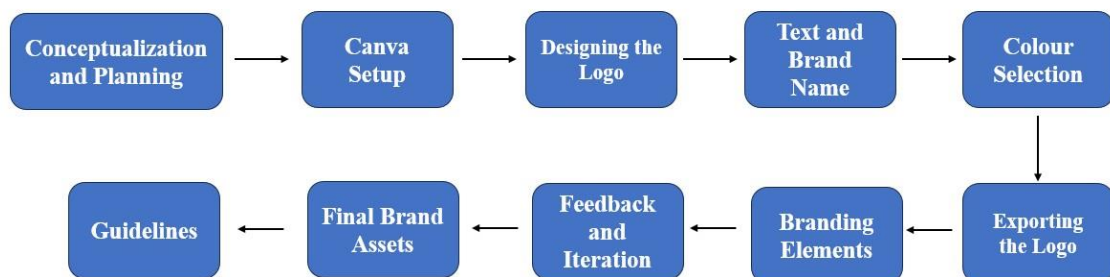 Conceptualization
and Planning
Canva
Setup
Designing the
Logo
Text and
Brand
Name
Colour
Selection
Exporting
the Logo
Branding
Elements
Feedback
and
Iteration
Final Brand
Assets
Guidelines